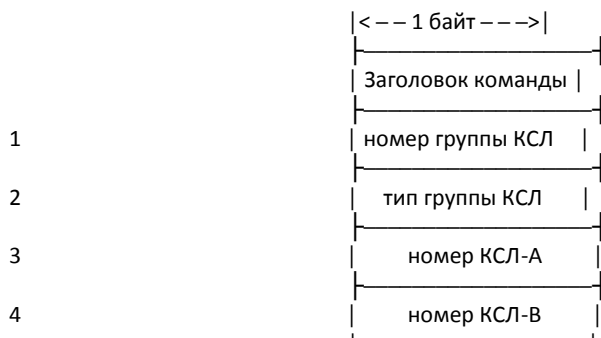 |< – – 1 байт – – –>|
Заголовок команды
1 номер группы КСЛ
2 тип группы КСЛ
3 номер КСЛ-А
4 номер КСЛ-В